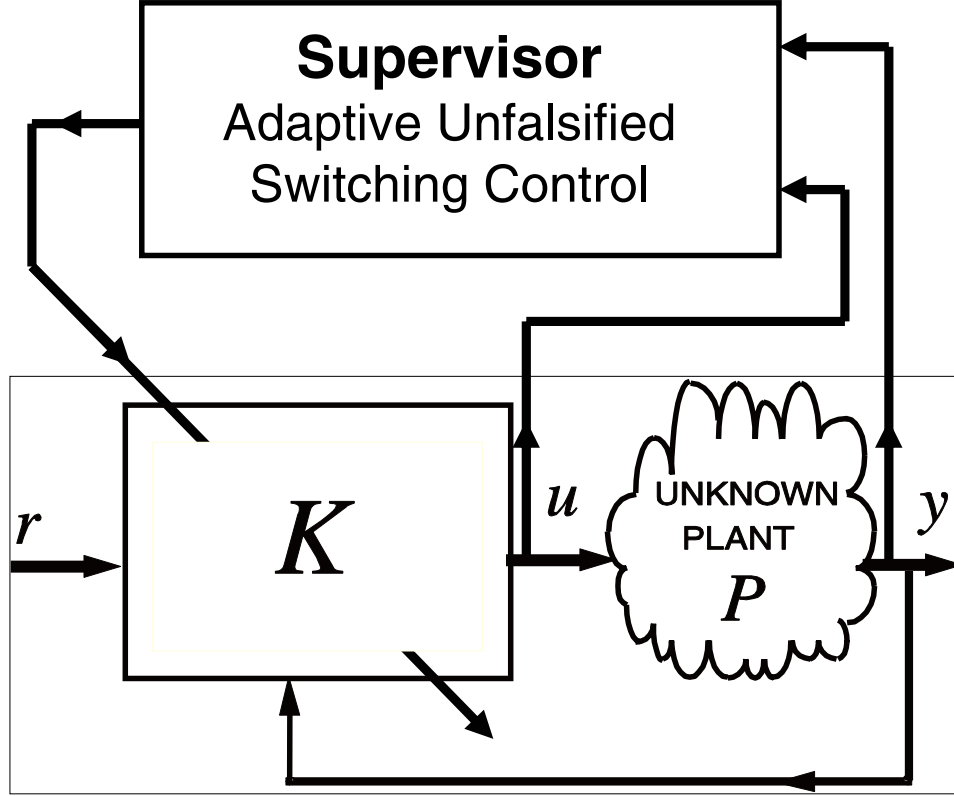 Supervisor
Adaptive Unfalsified
Switching Control
r
K
u
UNKNOWN
PLANT
P
y